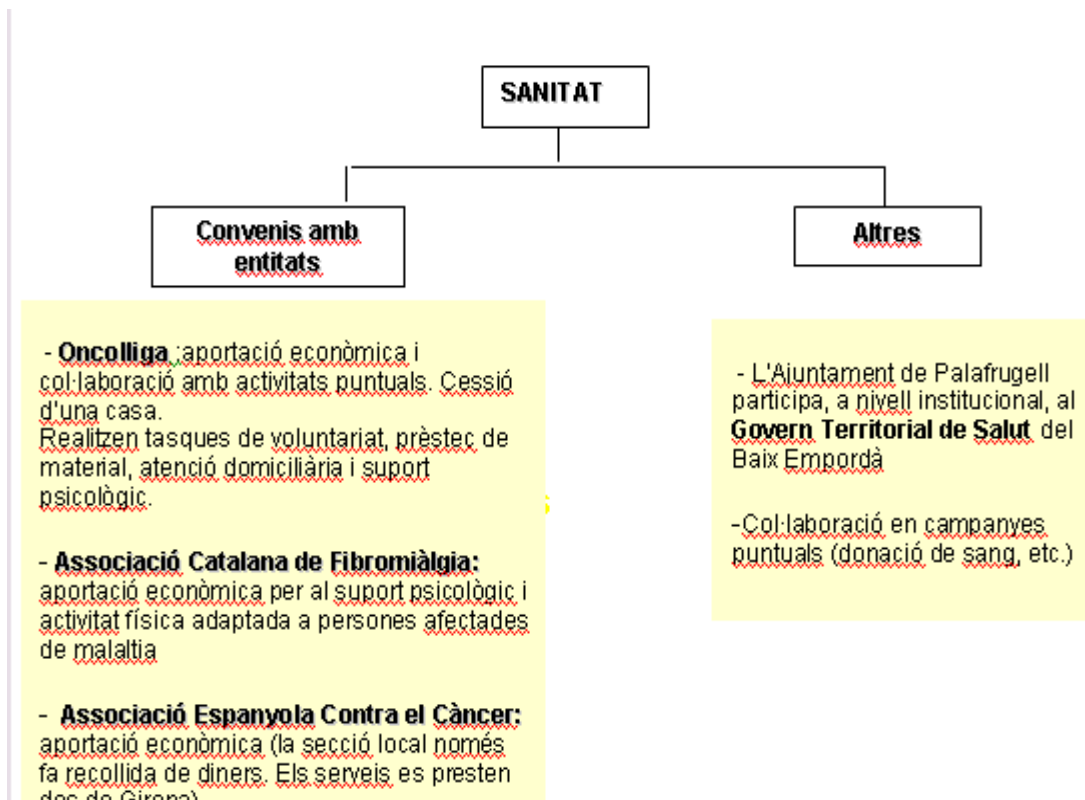 SANITAT
Convenis amb
entitats
Altres
- Oncolliga ;aportació econòmica i
col·laboració amb activitats puntuals. Cessió
d'una casa.
Realitzen tasques de voluntariat, prèstec de
material, atenció domiciliària i suport
psicològic.
- Associació Catalana de Fibromiàlgia:
aportació econòmica per al suport psicològic i
activitat física adaptada a persones afectades
de malaltia
- Associació Espanyola Contra el Càncer:
aportació econòmica (la secció local només
fa recollida de diners. Els serveis es presten
des de Girona)
- L'Ajuntament de Palafrugell
participa, a nivell institucional, al
Govern Territorial de Salut del
Baix Empordà
-Col·laboració en campanyes
puntuals (donació de sang, etc.)